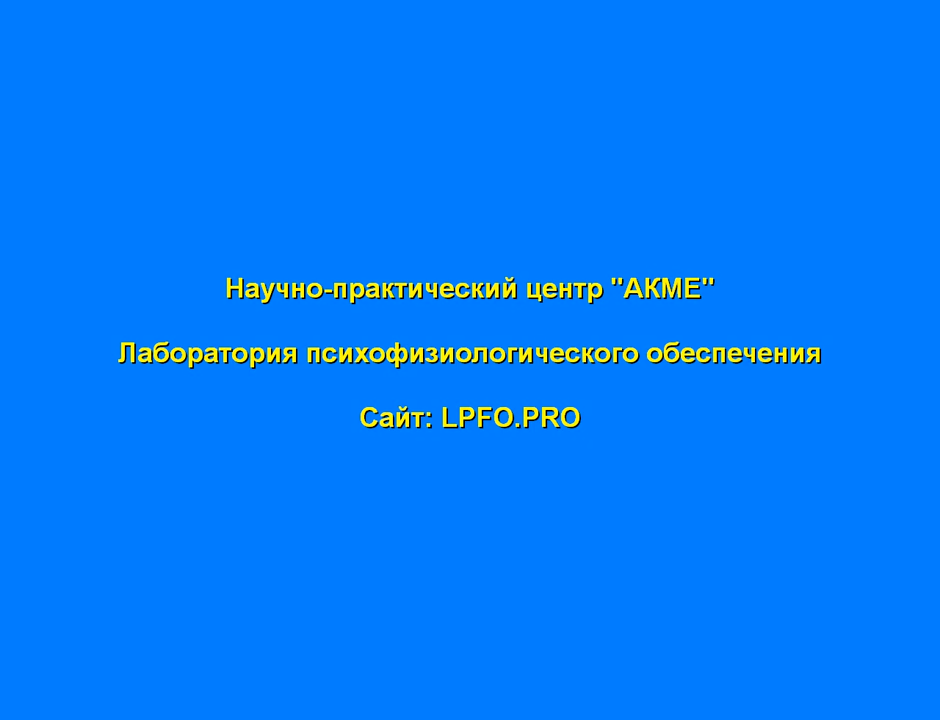 Научно-практический центр "АКМЕ"
Лаборатория психофизиологического обеспечения
Сайт: LPFO.PRO